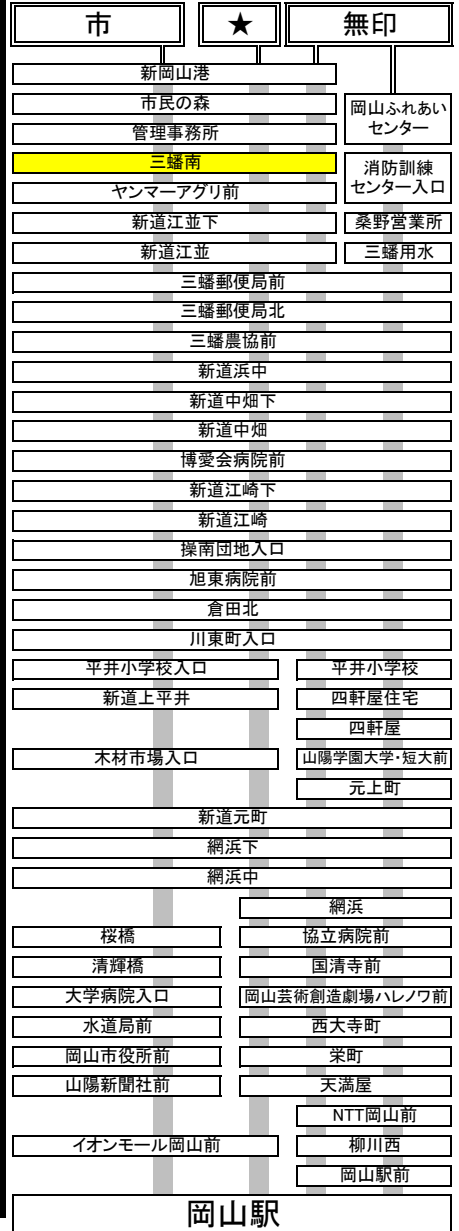 市 ★ 無印
新岡山港
市民の森
岡山ふれあい
センター
管理事務所
三蟠南
消防訓練
センター入口
ヤンマーアグリ前
新道江並下 桑野営業所
新道江並 三蟠用水
三蟠郵便局前
三蟠郵便局北
三蟠農協前
新道浜中
新道中畑下
新道中畑
博愛会病院前
新道江崎下
新道江崎
操南団地入口
旭東病院前
倉田北
川東町入口
平井小学校入口 平井小学校
新道上平井 四軒屋住宅
四軒屋
木材市場入口 山陽学園大学・短大前
元上町
新道元町
網浜下
網浜中
網浜
桜橋 協立病院前
清輝橋 国清寺前
大学病院入口 岡山芸術創造劇場ハレノワ前
水道局前 西大寺町
岡山市役所前 栄町
山陽新聞社前 天満屋
NTT岡山前
イオンモール岡山前 柳川西
岡山駅前
岡山駅